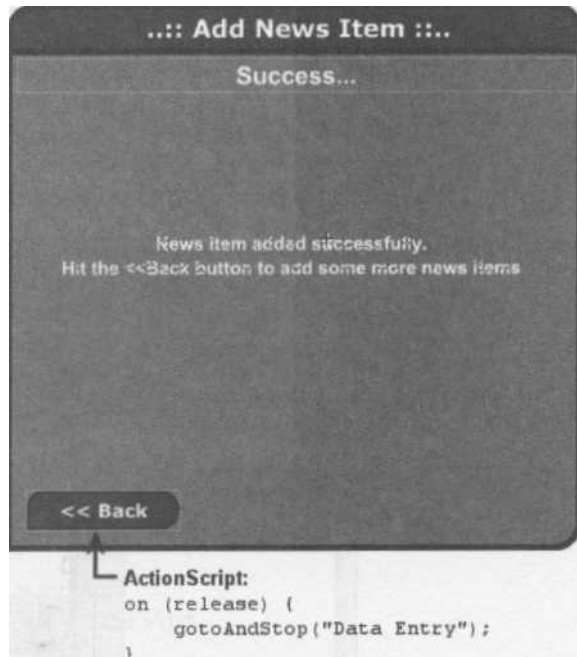 ..:: Add News Item ::..
Success...
News item added successfully.
Hit the <<Back button to add some more news items
<< Back
ActionScript:
on (release) {
gotoAndStop("Data Entry");
}